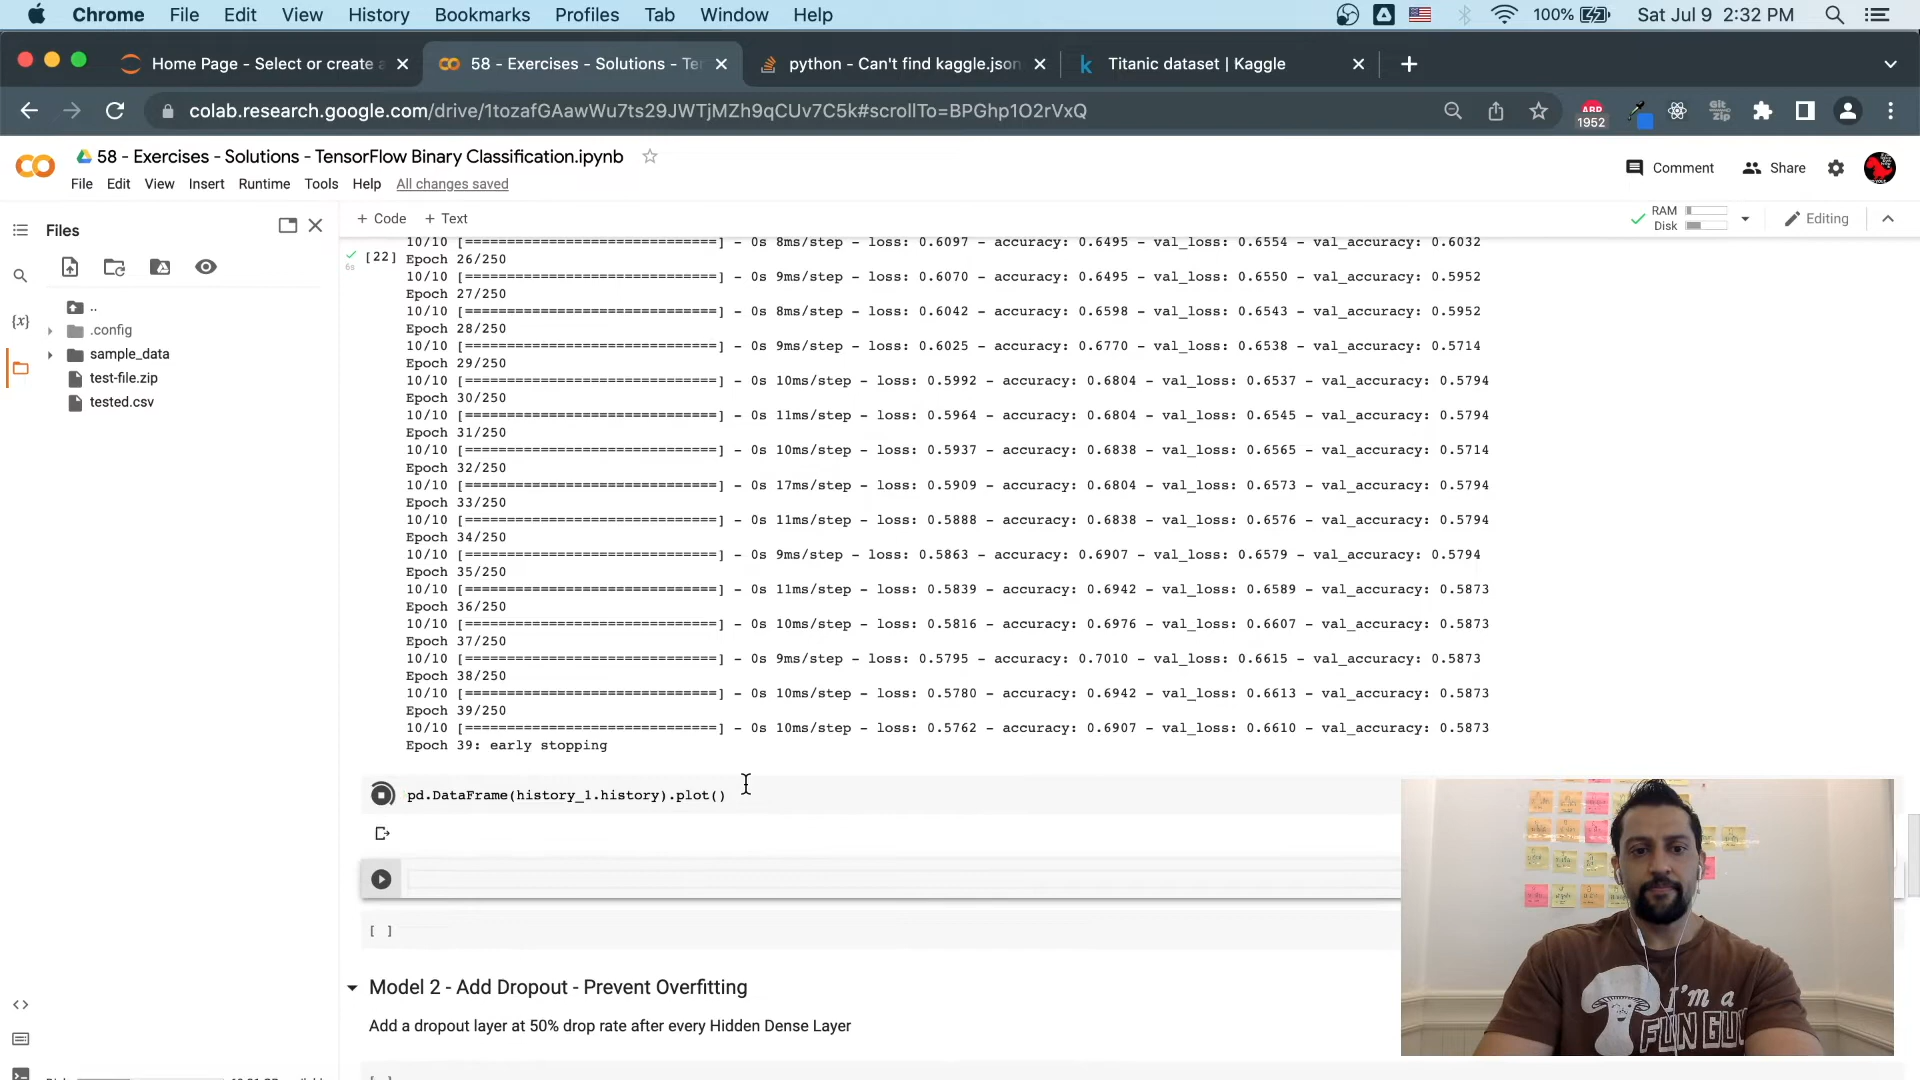 Chrome File Edit View History Bookmarks Profiles Tab Window Help 100% Sat Jul 9 2:32 PM
Home Page - Select or create a
58 - Exercises - Solutions - Te
python - Can't find kaggle.json
Titanic dataset | Kaggle
colab.research.google.com/drive/1tozafGAawWu7ts29JWTjMZh9qCUv7C5k#scrollTo=BPGhp1O2rVxQ
ABP
1952
Git
Zip
58 - Exercises - Solutions - TensorFlow Binary Classification.ipynb
Comment Share
File Edit View Insert Runtime Tools Help All changes saved
Files
+ Code + Text
RAM
Disk
Editing
..
.config
sample_data
test-file.zip
tested.csv
{x}
10/10 [==============================] - 0s 8ms/step - loss: 0.6097 - accuracy: 0.6495 - val_loss: 0.6554 - val_accuracy: 0.6032
[22] Epoch 26/250
6s
10/10 [==============================] - 0s 9ms/step - loss: 0.6070 - accuracy: 0.6495 - val_loss: 0.6550 - val_accuracy: 0.5952
Epoch 27/250
10/10 [==============================] - 0s 8ms/step - loss: 0.6042 - accuracy: 0.6598 - val_loss: 0.6543 - val_accuracy: 0.5952
Epoch 28/250
10/10 [==============================] - 0s 9ms/step - loss: 0.6025 - accuracy: 0.6770 - val_loss: 0.6538 - val_accuracy: 0.5714
Epoch 29/250
10/10 [==============================] - 0s 10ms/step - loss: 0.5992 - accuracy: 0.6804 - val_loss: 0.6537 - val_accuracy: 0.5794
Epoch 30/250
10/10 [==============================] - 0s 11ms/step - loss: 0.5964 - accuracy: 0.6804 - val_loss: 0.6545 - val_accuracy: 0.5794
Epoch 31/250
10/10 [==============================] - 0s 10ms/step - loss: 0.5937 - accuracy: 0.6838 - val_loss: 0.6565 - val_accuracy: 0.5714
Epoch 32/250
10/10 [==============================] - 0s 17ms/step - loss: 0.5909 - accuracy: 0.6804 - val_loss: 0.6573 - val_accuracy: 0.5794
Epoch 33/250
10/10 [==============================] - 0s 11ms/step - loss: 0.5888 - accuracy: 0.6838 - val_loss: 0.6576 - val_accuracy: 0.5794
Epoch 34/250
10/10 [==============================] - 0s 9ms/step - loss: 0.5863 - accuracy: 0.6907 - val_loss: 0.6579 - val_accuracy: 0.5794
Epoch 35/250
10/10 [==============================] - 0s 11ms/step - loss: 0.5839 - accuracy: 0.6942 - val_loss: 0.6589 - val_accuracy: 0.5873
Epoch 36/250
10/10 [==============================] - 0s 10ms/step - loss: 0.5816 - accuracy: 0.6976 - val_loss: 0.6607 - val_accuracy: 0.5873
Epoch 37/250
10/10 [==============================] - 0s 9ms/step - loss: 0.5795 - accuracy: 0.7010 - val_loss: 0.6615 - val_accuracy: 0.5873
Epoch 38/250
10/10 [==============================] - 0s 10ms/step - loss: 0.5780 - accuracy: 0.6942 - val_loss: 0.6613 - val_accuracy: 0.5873
Epoch 39/250
10/10 [==============================] - 0s 10ms/step - loss: 0.5762 - accuracy: 0.6907 - val_loss: 0.6610 - val_accuracy: 0.5873
Epoch 39: early stopping
pd.DataFrame(history_1.history).plot()
[ ]
Model 2 - Add Dropout - Prevent Overfitting
Add a dropout layer at 50% drop rate after every Hidden Dense Layer
I'm a
FUN GUY